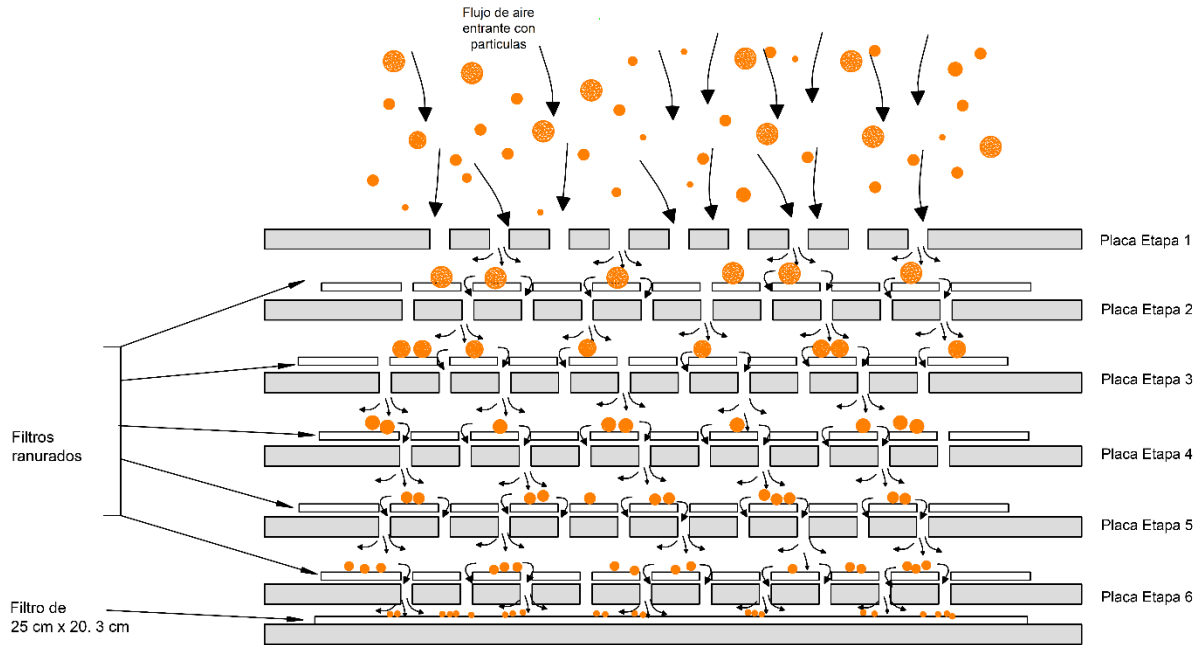 Flujo de aire
entrante con
particulas
Placa Etapa 1
Placa Etapa 2
Placa Etapa 3
Filtros
ranurados
Placa Etapa 4
Placa Etapa 5
Placa Etapa 6
Filtro de
25 cm x 20. 3 cm